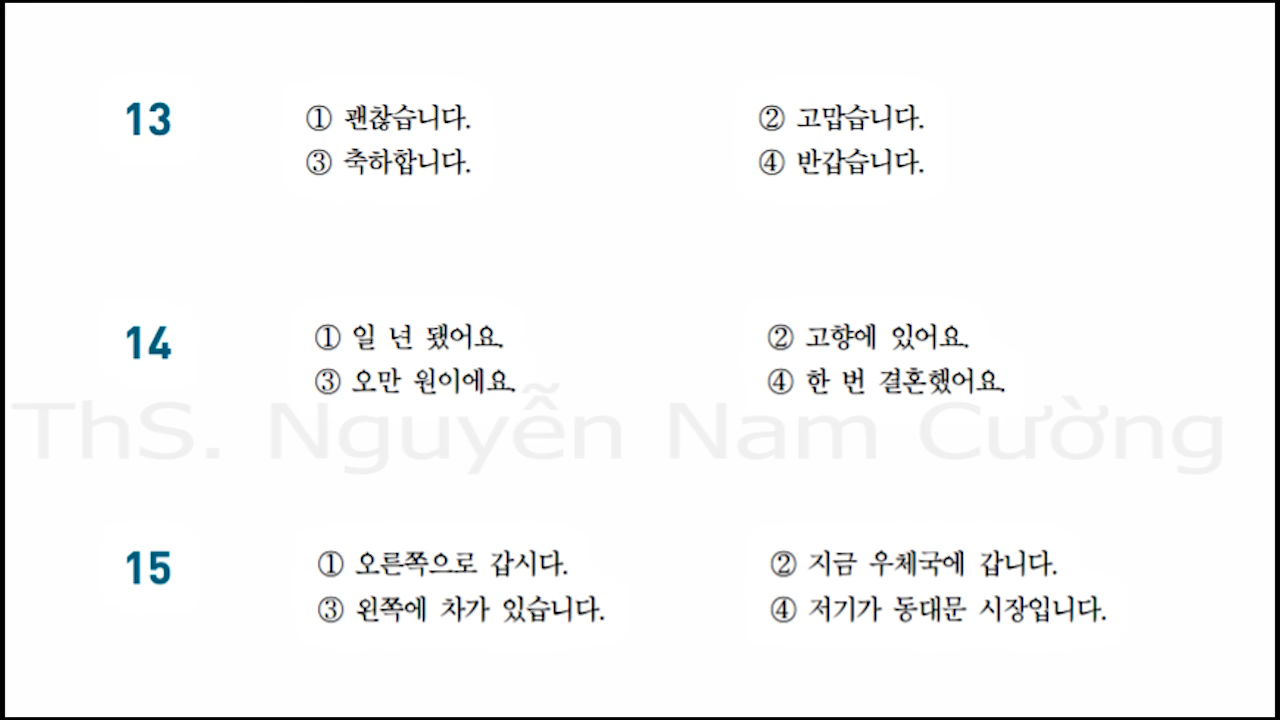 13
① 괜찮습니다. ② 고맙습니다.
③ 축하합니다. ④ 반갑습니다.
14
① 일 년 됐어요. ② 고향에 있어요.
③ 오만 원이에요. ④ 한 번 결혼했어요.
ThS. Nguyễn Nam Cường
15
① 오른쪽으로 갑시다. ② 지금 우체국에 갑니다.
③ 왼쪽에 차가 있습니다. ④ 저기가 동대문 시장입니다.